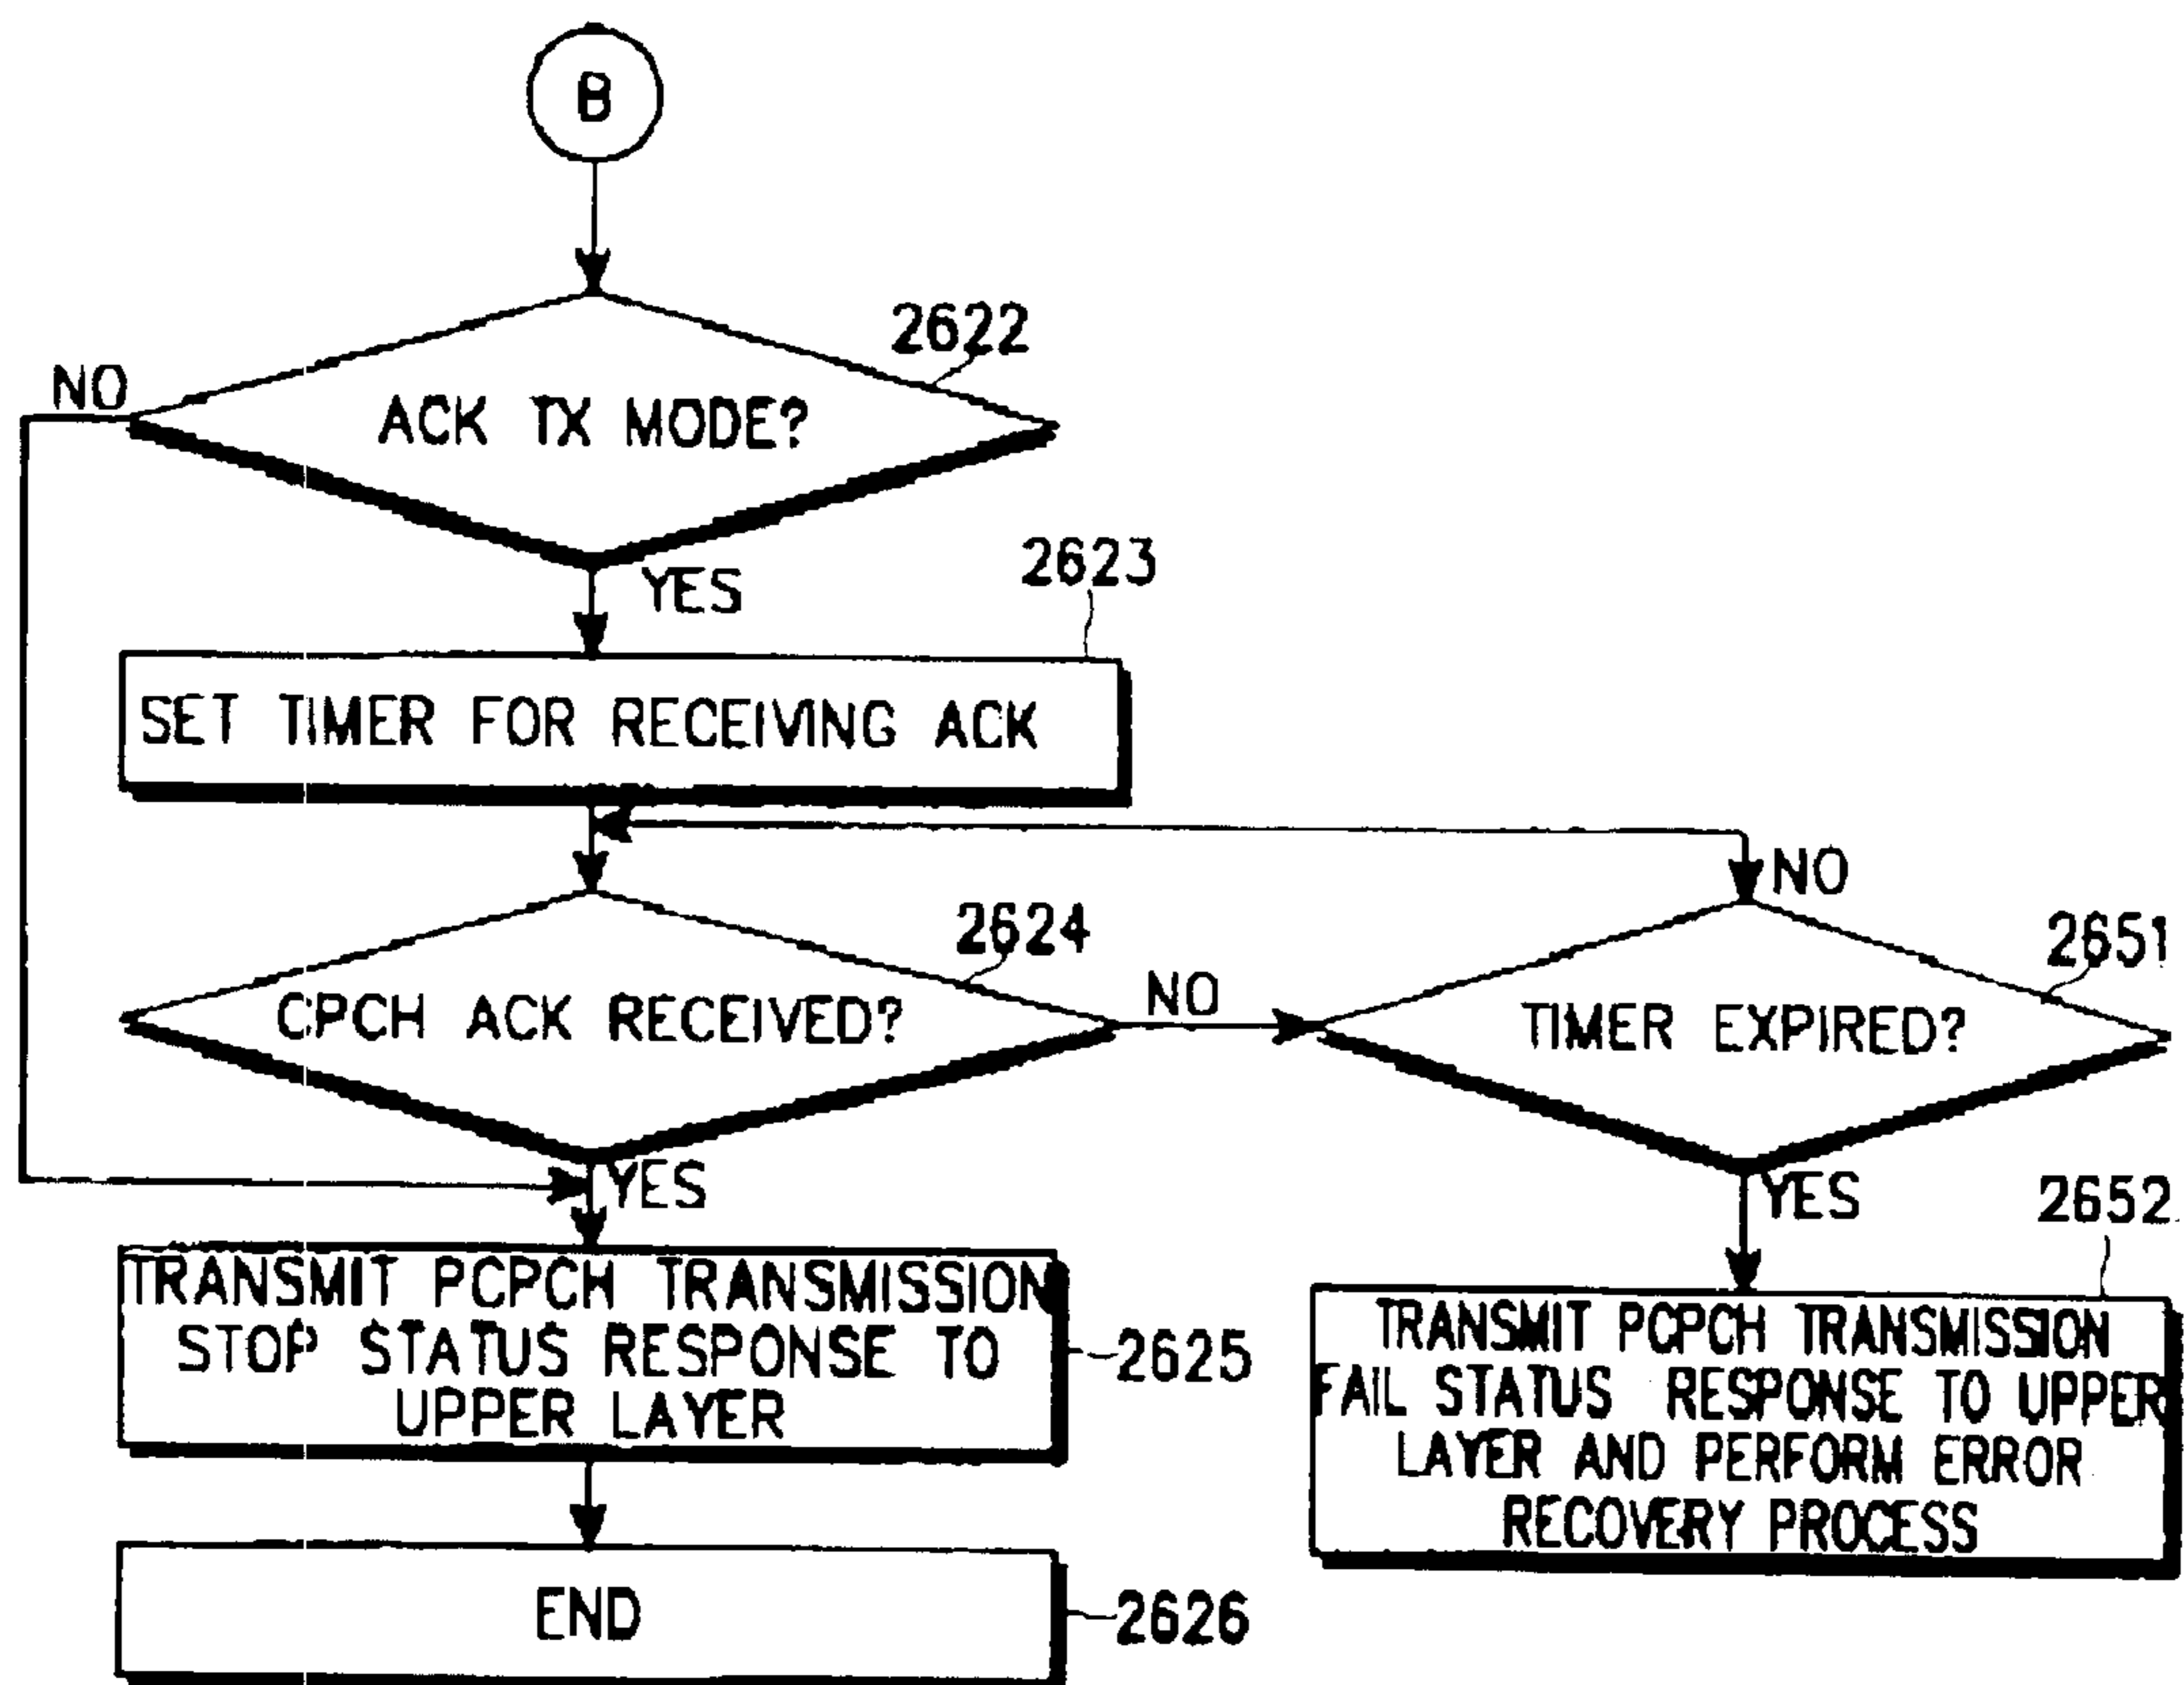 B
2622
NO
ACK TX MODE?
YES
2623
SET TIMER FOR RECEIVING ACK
NO
2624
2651
CPCH ACK RECEIVED?
NO
TIMER EXPIRED?
YES
YES
2652
TRANSMIT PCPCH TRANSMISSION
STOP STATUS RESPONSE TO
UPPER LAYER
2625
TRANSMIT PCPCH TRANSMISSION
FAIL STATUS RESPONSE TO UPPER
LAYER AND PERFORM ERROR
RECOVERY PROCESS
END
2626